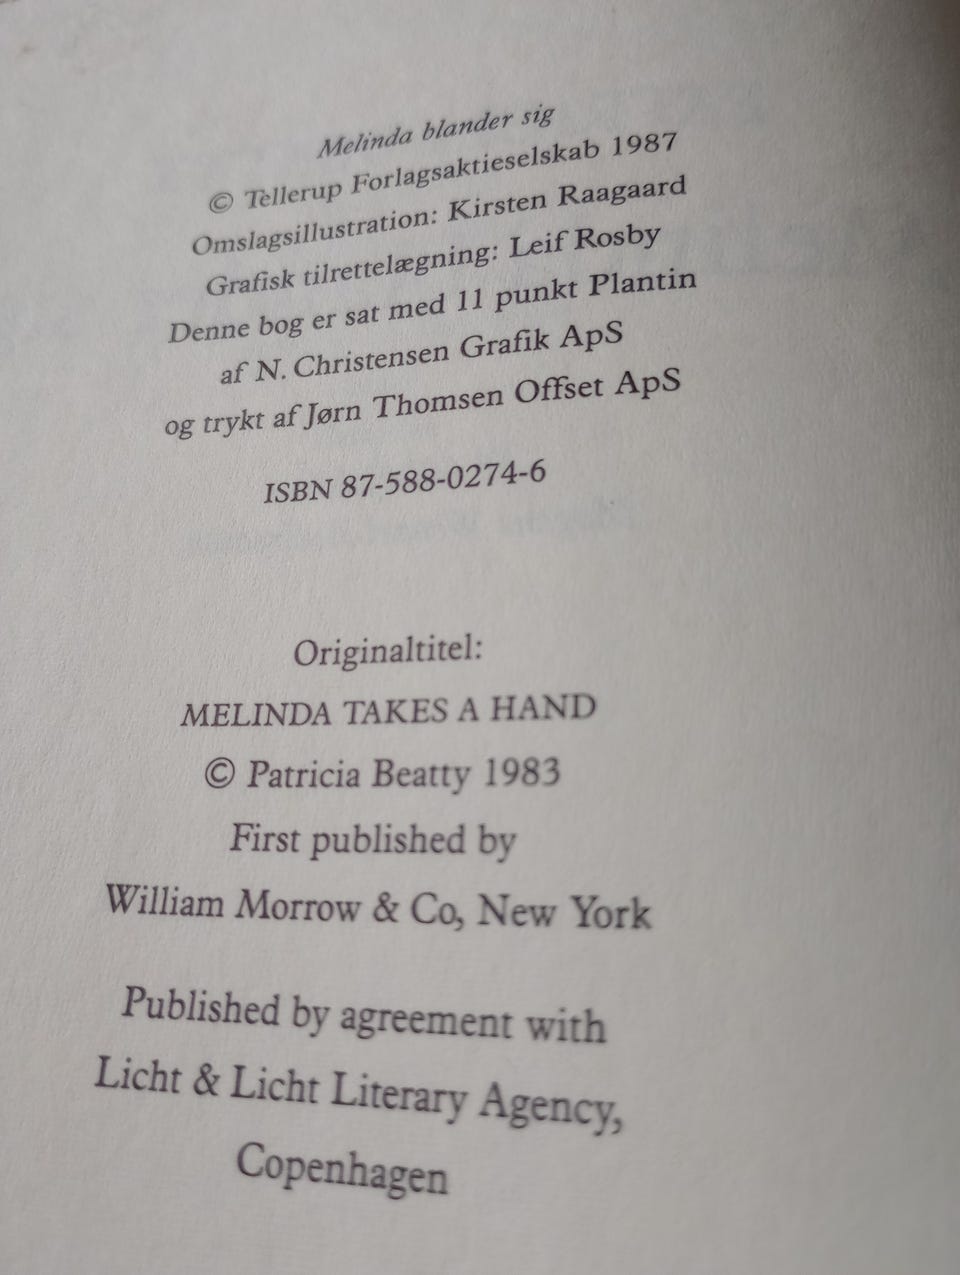 Melinda blander sig
© Tellerup Forlagsaktieselskab 1987
Omslagsillustration: Kirsten Raagaard
Grafisk tilrettelægning: Leif Rosby
Denne bog er sat med 11 punkt Plantin
af N. Christensen Grafik ApS
og trykt af Jørn Thomsen Offset ApS
ISBN 87-588-0274-6
Originaltitel:
MELINDA TAKES A HAND
© Patricia Beatty 1983
First published by
William Morrow & Co, New York
Published by agreement with
Licht & Licht Literary Agency,
Copenhagen